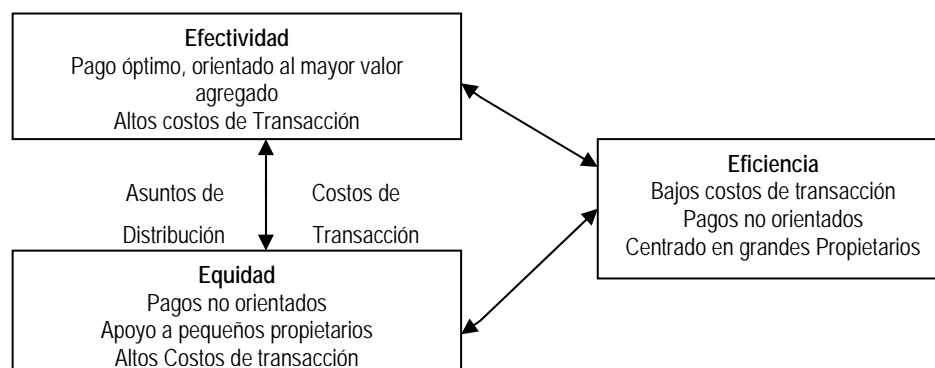 Efectividad
Pago óptimo, orientado al mayor valor
agregado
Altos costos de Transacción
Asuntos de
Distribución
Costos de
Transacción
Equidad
Pagos no orientados
Apoyo a pequeños propietarios
Altos Costos de transacción
Eficiencia
Bajos costos de transacción
Pagos no orientados
Centrado en grandes Propietarios